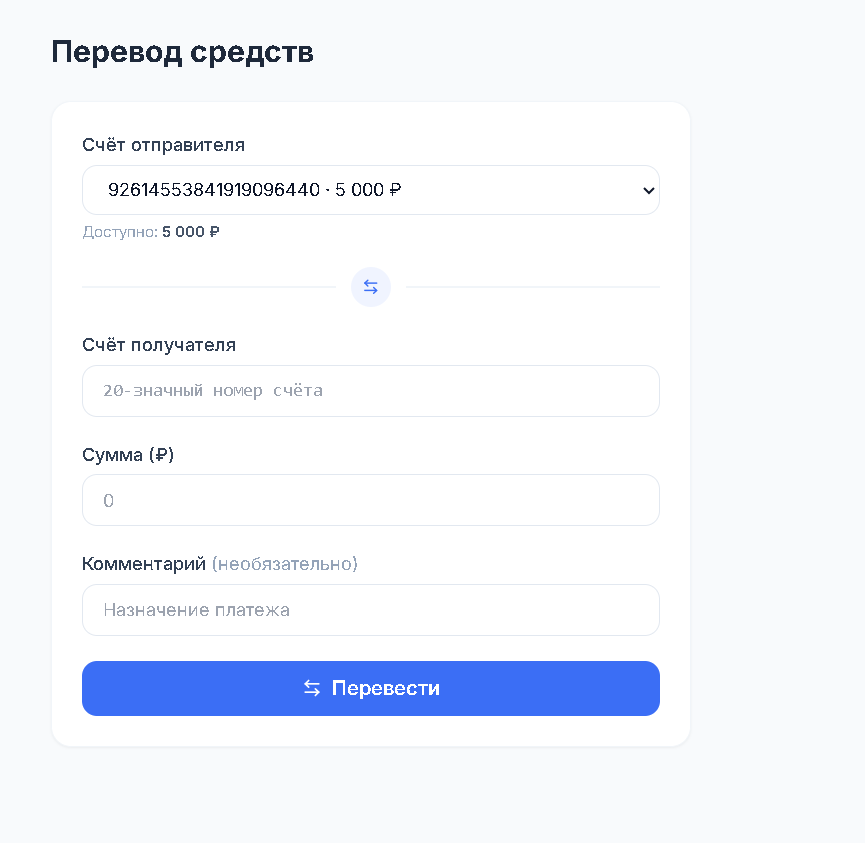 Перевод средств
Счёт отправителя
92614553841919096440 · 5 000 ₽
Доступно: 5 000 ₽
Счёт получателя
20-значный номер счёта
Сумма (₽)
0
Комментарий (необязательно)
Назначение платежа
Перевести